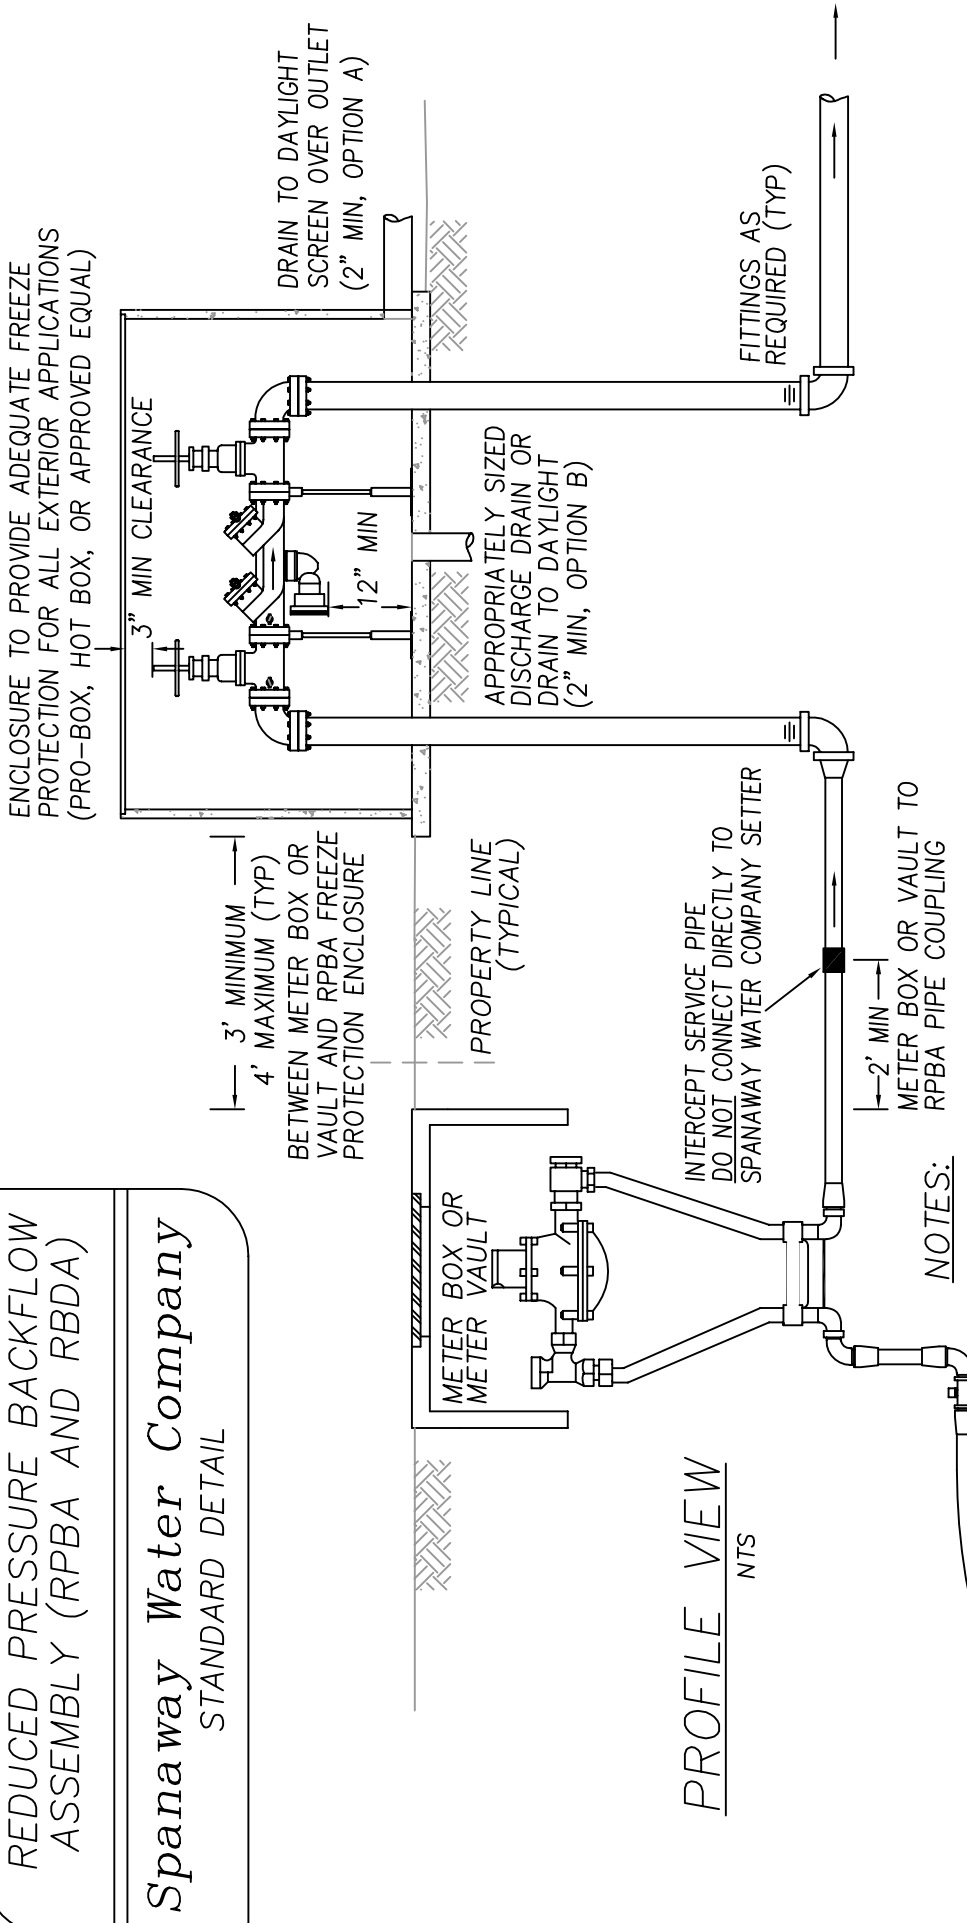 REDUCED PRESSURE BACKFLOW
ASSEMBLY (RPBA AND RBDA)
Spanaway Water Company
STANDARD DETAIL
ENCLOSURE TO PROVIDE ADEQUATE FREEZE
PROTECTION FOR ALL EXTERIOR APPLICATIONS
(PRO-BOX, HOT BOX, OR APPROVED EQUAL)
3" MIN CLEARANCE
DRAIN TO DAYLIGHT
SCREEN OVER OUTLET
(2" MIN, OPTION A)
3' MINIMUM
4' MAXIMUM (TYP)
BETWEEN METER BOX OR
VAULT AND RPBA FREEZE
PROTECTION ENCLOSURE
12" MIN
METER BOX OR
METER VAULT
PROPERTY LINE
(TYPICAL)
APPROPRIATELY SIZED
DISCHARGE DRAIN OR
DRAIN TO DAYLIGHT
(2" MIN, OPTION B)
INTERCEPT SERVICE PIPE
DO NOT CONNECT DIRECTLY TO
SPANAWAY WATER COMPANY SETTER
FITTINGS AS
REQUIRED (TYP)
2' MIN
METER BOX OR VAULT TO
RPBA PIPE COUPLING
PROFILE VIEW
NTS
NOTES: